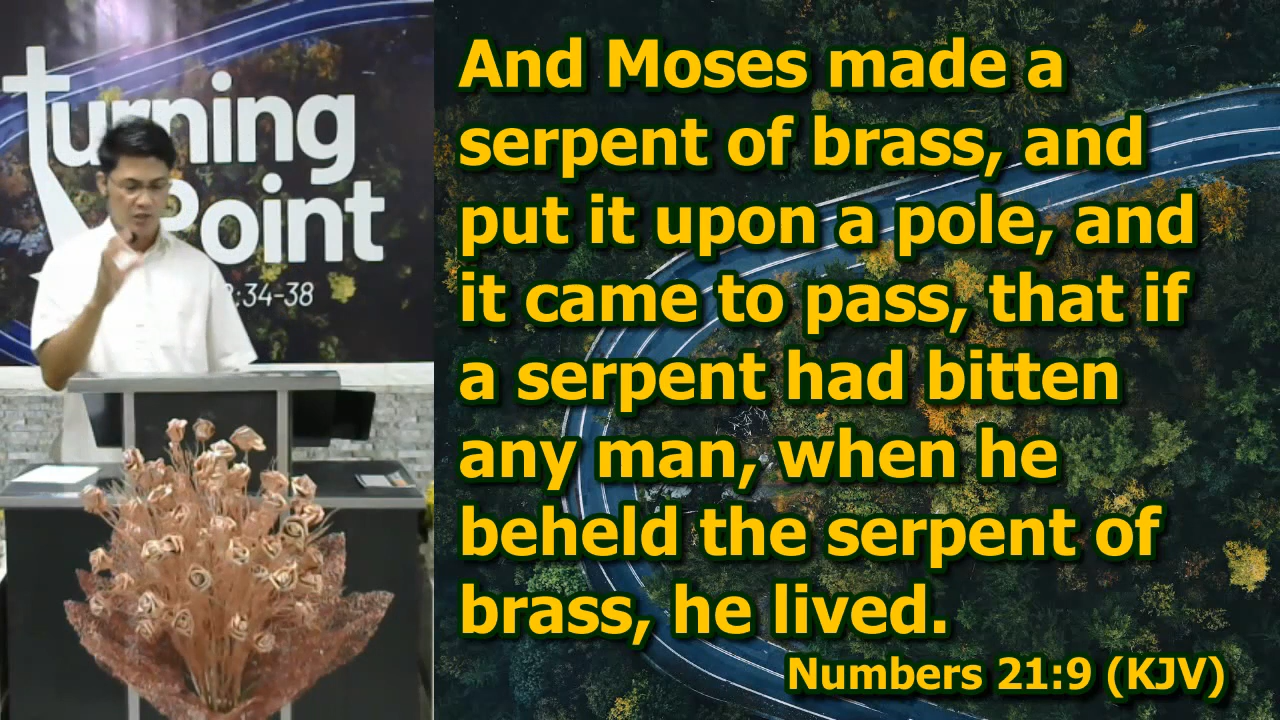 turning
Point
:34-38
And Moses made a
serpent of brass, and
put it upon a pole, and
it came to pass, that if
a serpent had bitten
any man, when he
beheld the serpent of
brass, he lived.
Numbers 21:9 (KJV)